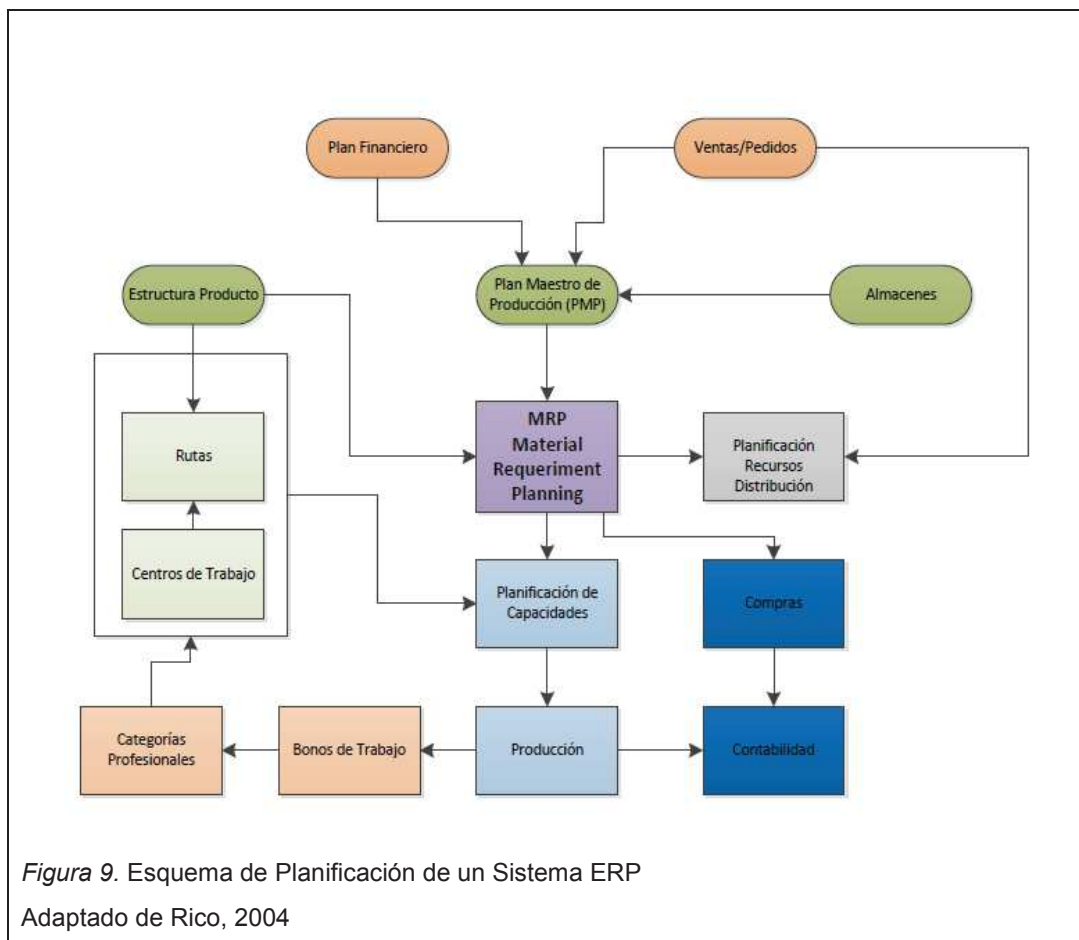 Plan Financiero
Ventas/Pedidos
Estructura Producto
Plan Maestro de
Producción (PMP)
Almacenes
MRP
Material
Requeriment
Planning
Planificación
Recursos
Distribución
Rutas
Centros de Trabajo
Planificación de
Capacidades
Compras
Categorías
Profesionales
Bonos de Trabajo
Producción
Contabilidad
Figura 9. Esquema de Planificación de un Sistema ERP
Adaptado de Rico, 2004